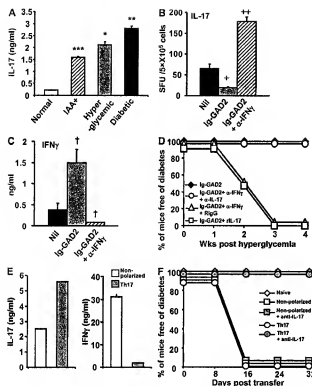 A
IL-17 (ng/ml)
4
3
2
1
0
***
*
**
Normal
IAA+
Hyper
-glycemic
Diabetic
B
IL-17
SFU /5×10⁵ cells
200
150
100
50
0
+
++
Nil
Ig-GAD2
Ig-GAD2
+ α-IFNγ
C
IFNγ
ng/ml
2.0
1.5
1.0
0.5
0
†
†
Nil
Ig-GAD2
Ig-GAD2
+ α-IFNγ
D
% of mice free of diabetes
100
80
60
40
20
0
Ig-GAD2
Ig-GAD2+ α-IFNγ
+ α-IL-17
Ig-GAD2+ α-IFNγ
+ RigG
Ig-GAD2+ rIL-17
0 1 2 3 4
Wks post hyperglycemia
E
IL-17 (ng/ml)
6
5
4
3
2
1
0
IFNγ (ng/ml)
40
30
20
10
0
Non-
polarized
Th17
F
% of mice free of diabetes
100
80
60
40
20
0
Naive
Non-polarized
Non-polarized
+ anti-IL-17
Th17
Th17
+ anti-IL-17
0 8 16 24 32
Days post transfer